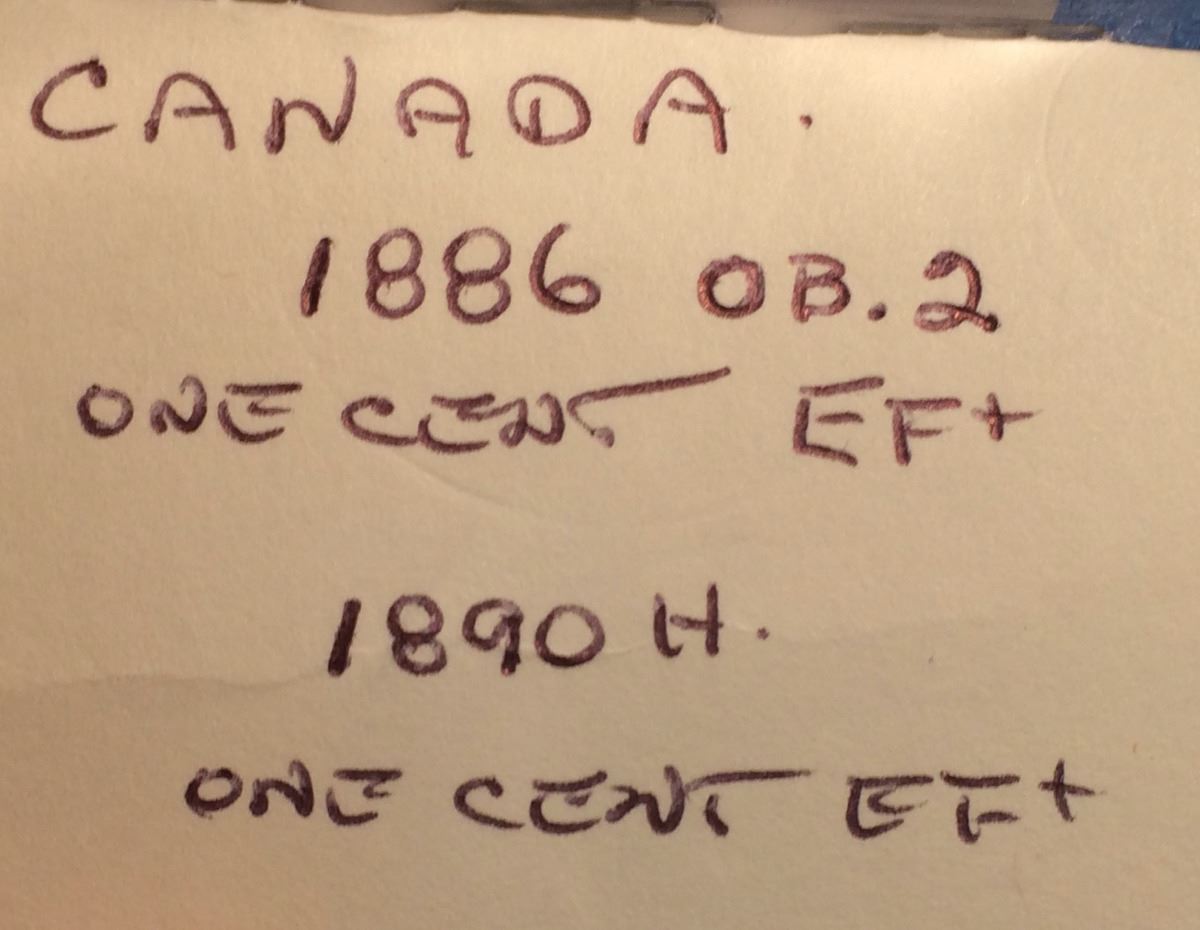 CANADA.
1886 OB.2
ONE CENT EF+
1890 H.
ONE CENT EF+